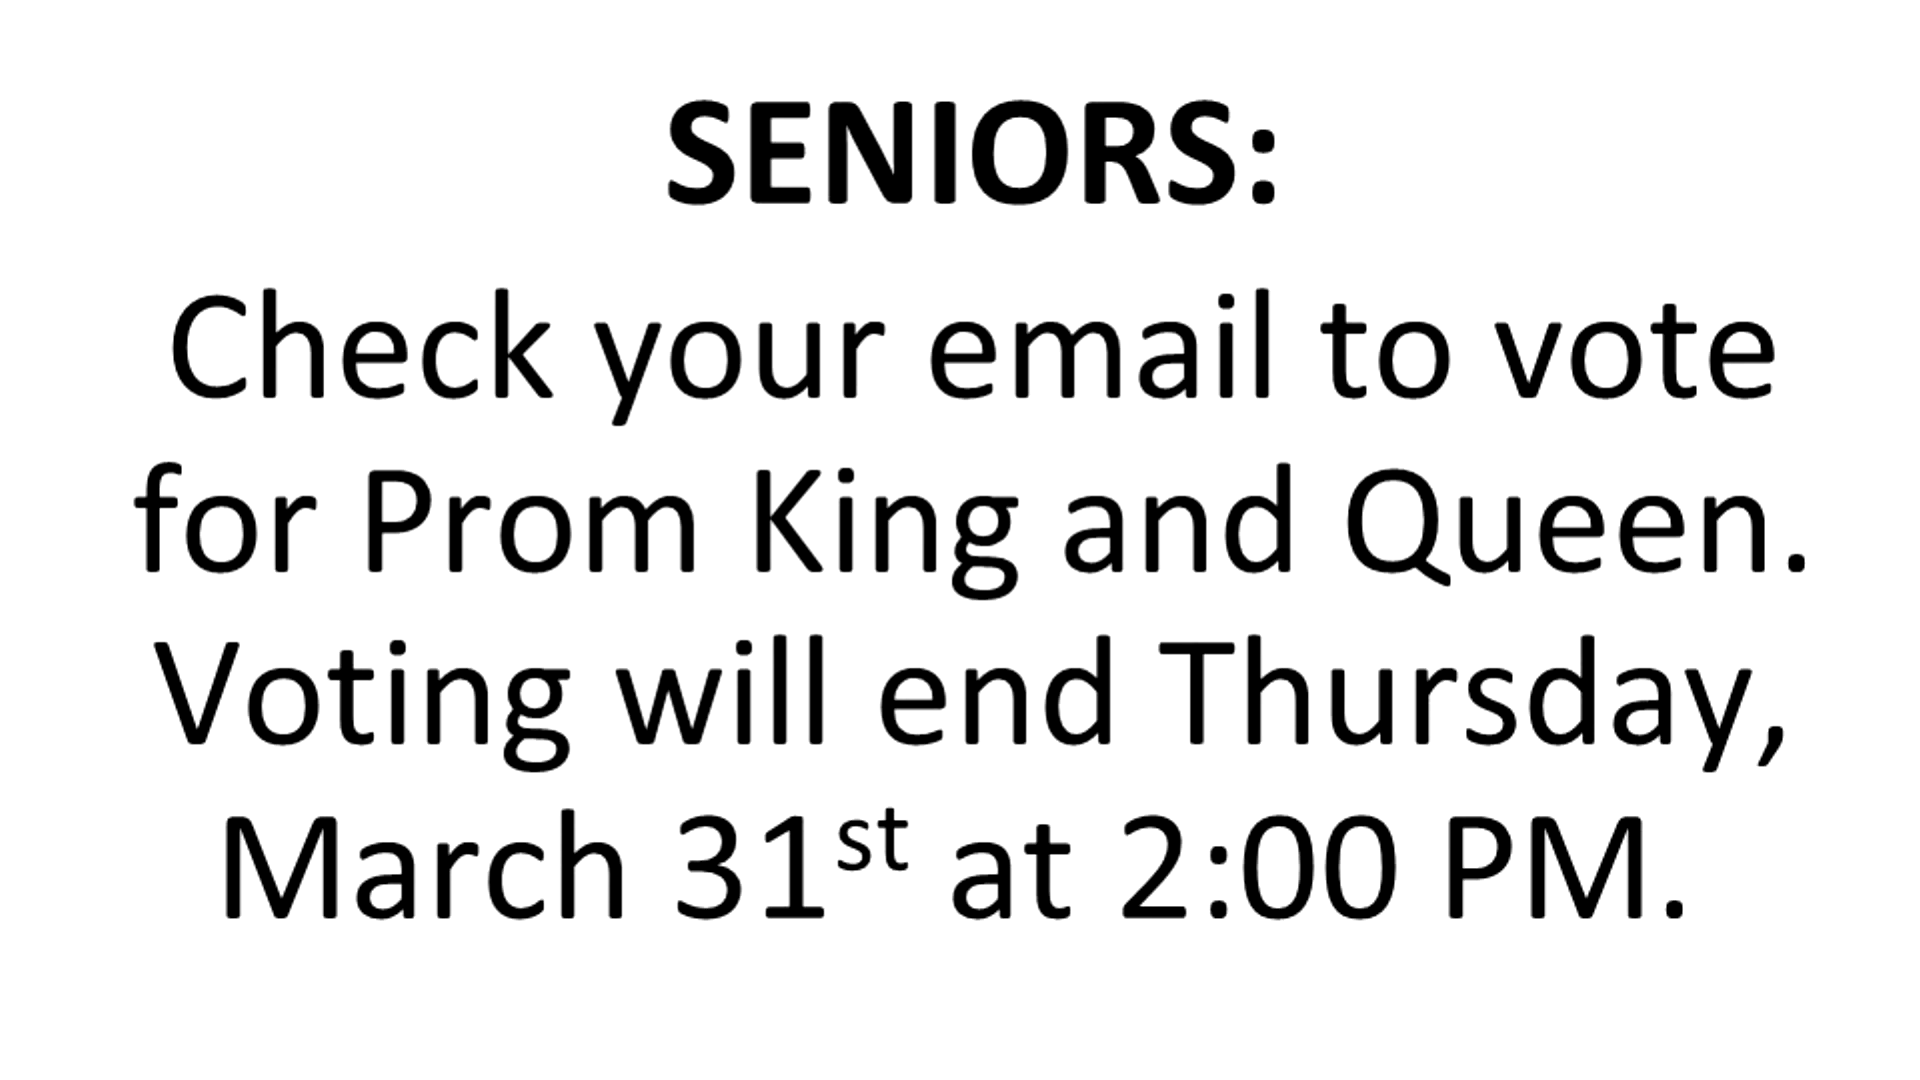 SENIORS:
Check your email to vote
for Prom King and Queen.
Voting will end Thursday,
March 31st at 2:00 PM.